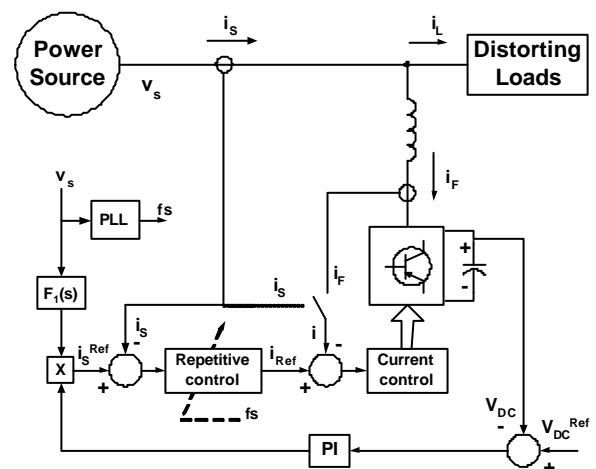 Power
Source
i_S
i_L
Distorting
Loads
v_s
i_F
v_s
PLL
fs
F_1(s)
+
-
i_S
i_F
i_S
-
i
-
X
i_S^Ref
+
Repetitive
control
i_Ref
+
Current
control
fs
V_DC
-
V_DC^Ref
+
PI